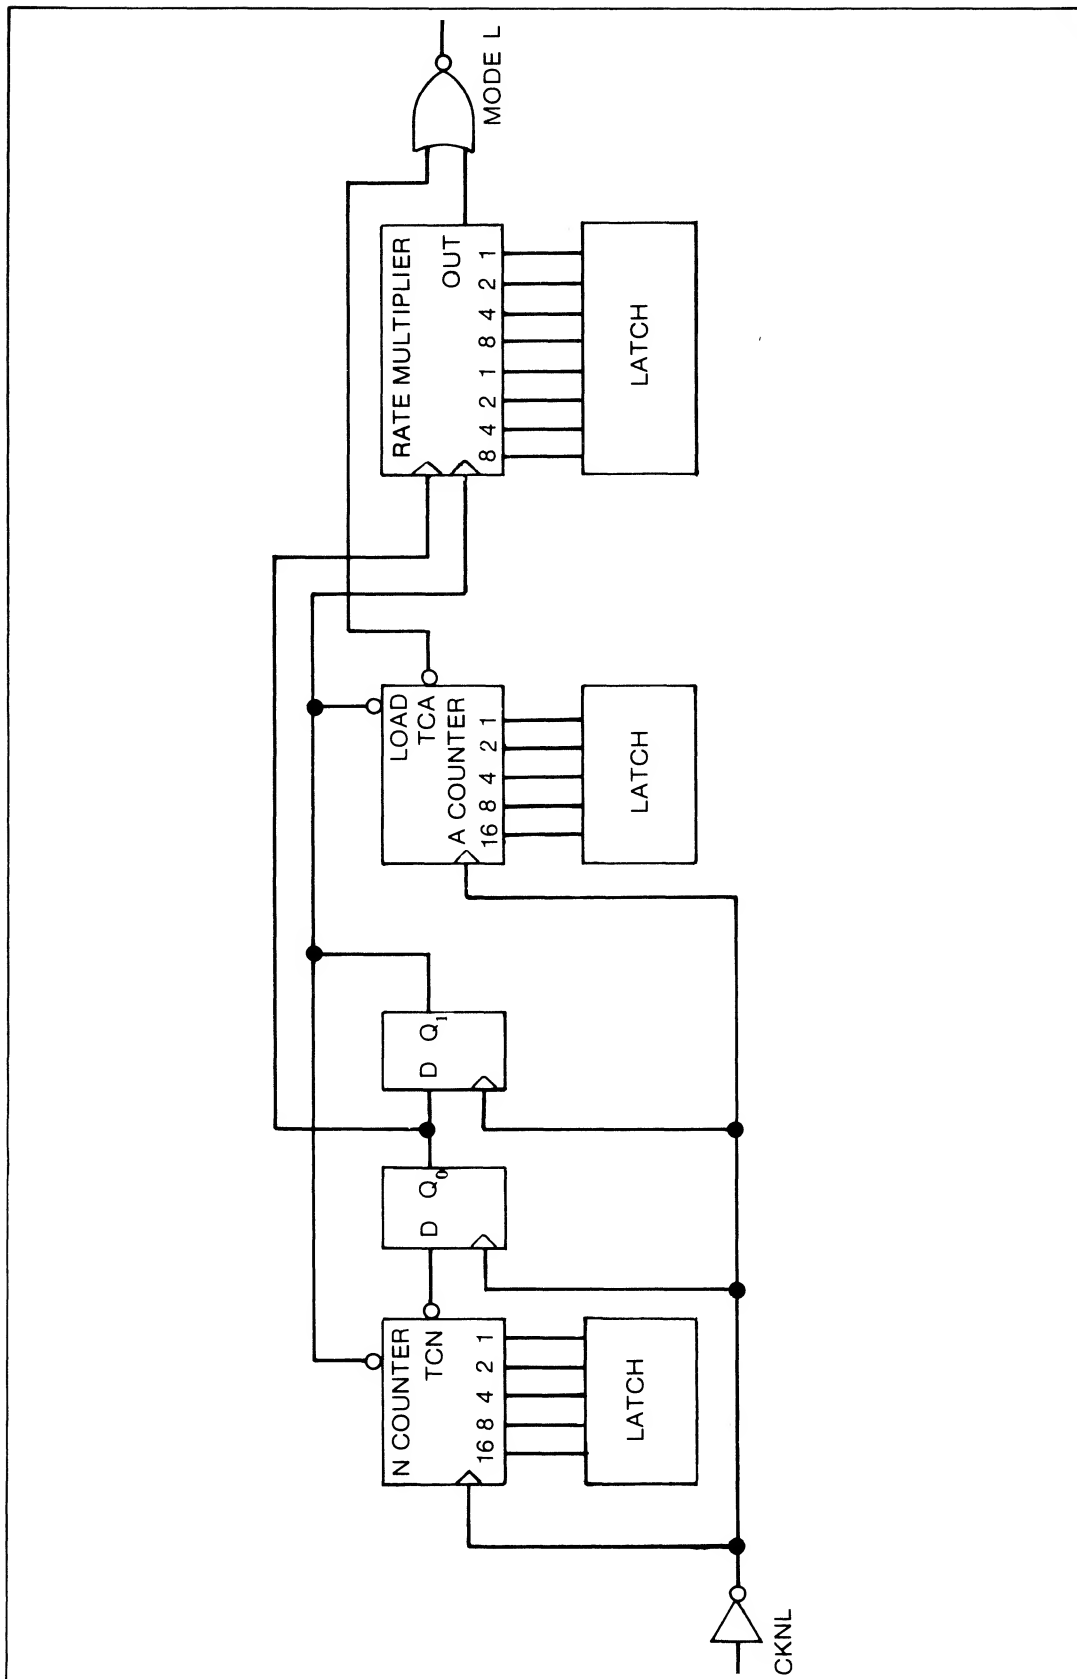 CKNL
N COUNTER
TCN
16 8 4 2 1
LATCH
D Q0
D Q1
LOAD
TCA
A COUNTER
16 8 4 2 1
LATCH
RATE MULTIPLIER
OUT
8 4 2 1 8 4 2 1
LATCH
MODE L